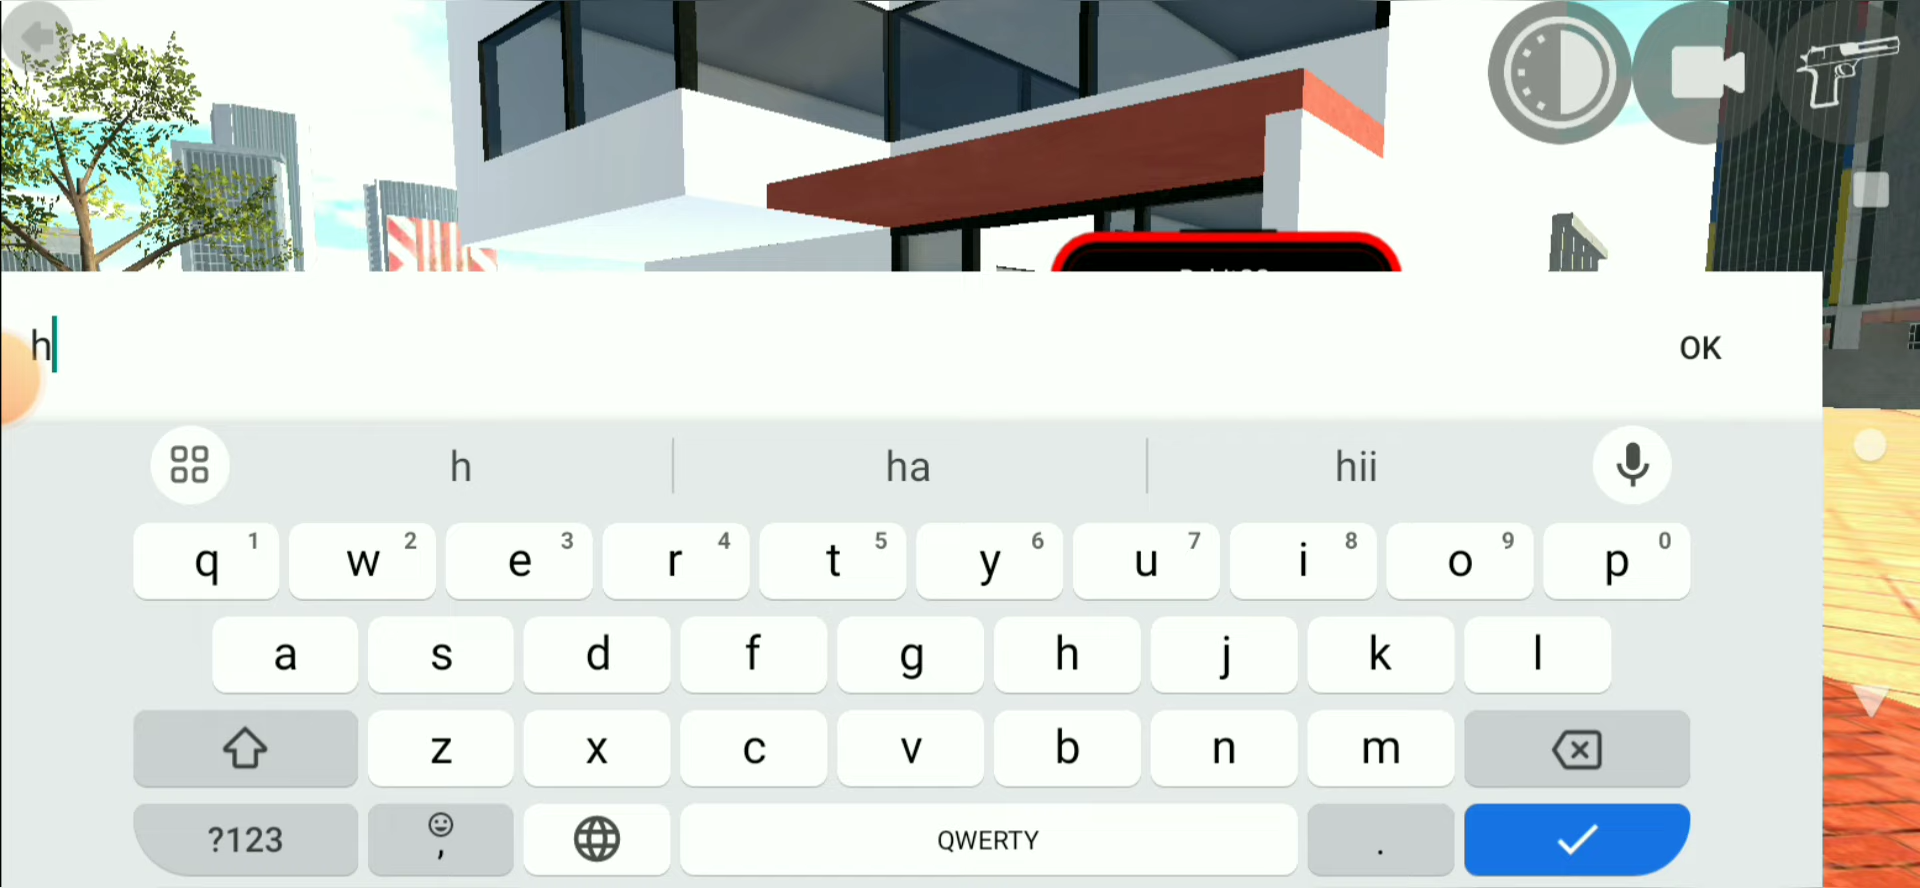 h
OK
h ha hii
q 1 w 2 e 3 r 4 t 5 y 6 u 7 i 8 o 9 p 0
a s d f g h j k l
z x c v b n m
?123 , QWERTY .